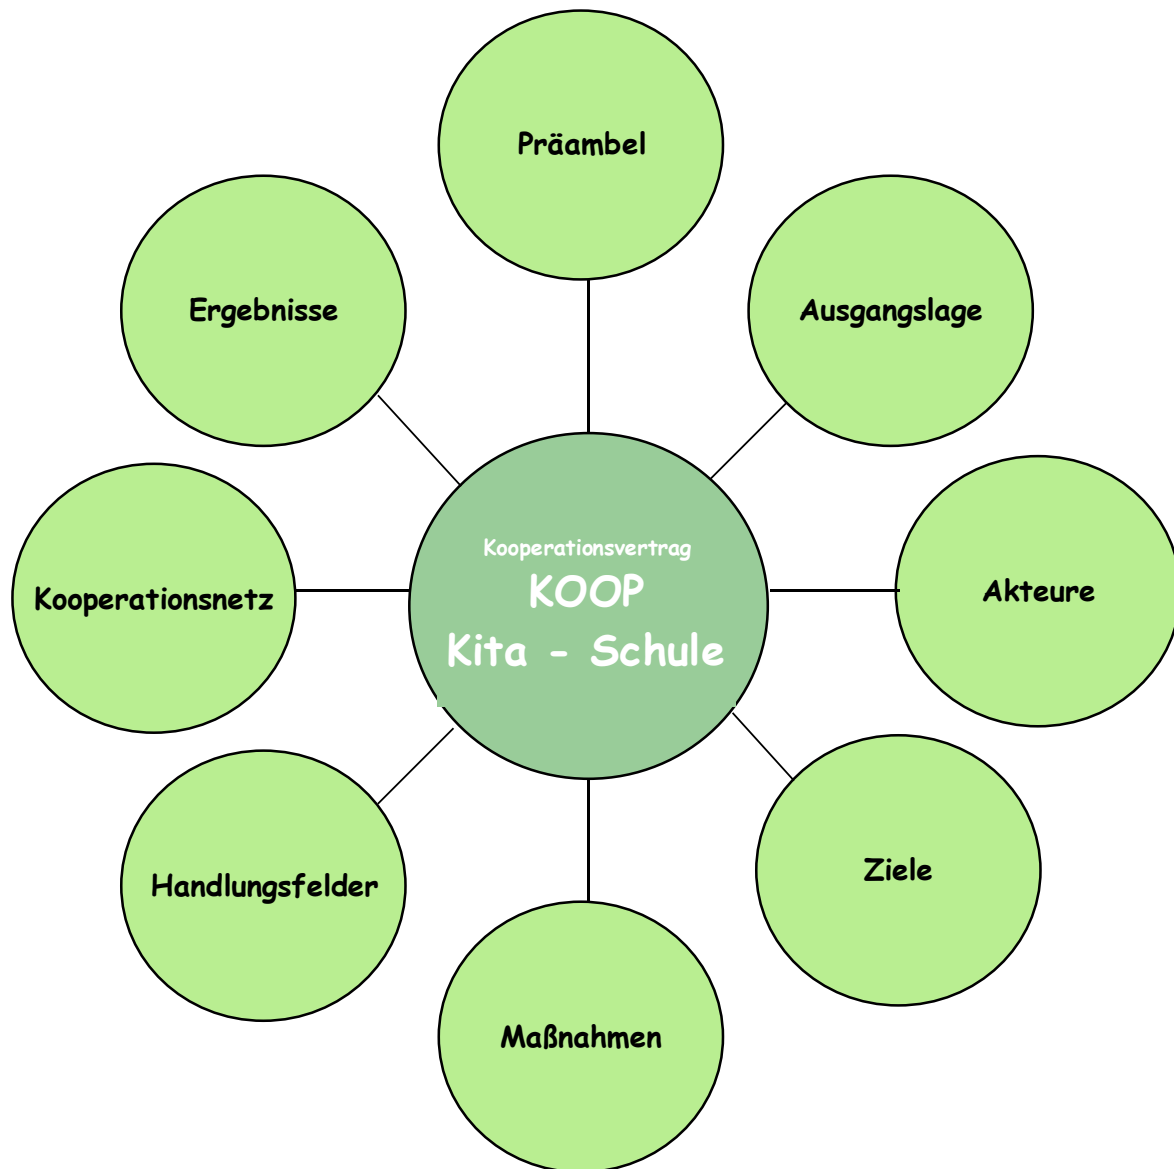 Präambel
Ergebnisse
Ausgangslage
Kooperationsvertrag
KOOP
Kita - Schule
Kooperationsnetz
Akteure
Handlungsfelder
Ziele
Maßnahmen